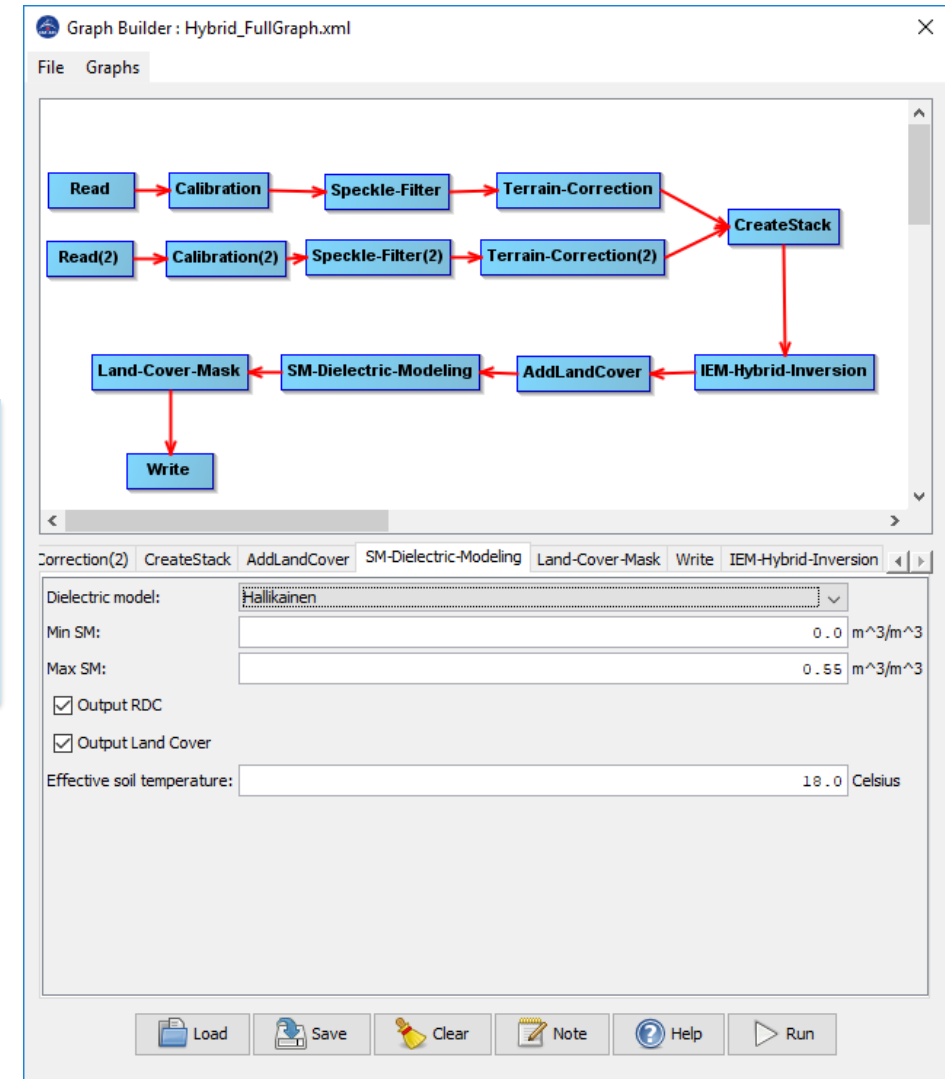 Graph Builder : Hybrid_FullGraph.xml
File Graphs
Read Calibration Speckle-Filter Terrain-Correction
CreateStack
Read(2) Calibration(2) Speckle-Filter(2) Terrain-Correction(2)
Land-Cover-Mask SM-Dielectric-Modeling AddLandCover IEM-Hybrid-Inversion
Write
Correction(2) CreateStack AddLandCover SM-Dielectric-Modeling Land-Cover-Mask Write IEM-Hybrid-Inversion
Dielectric model: Hallikainen
Min SM: 0.0 m^3/m^3
Max SM: 0.55 m^3/m^3
Output RDC
Output Land Cover
Effective soil temperature: 18.0 Celsius
Load Save Clear Note Help Run